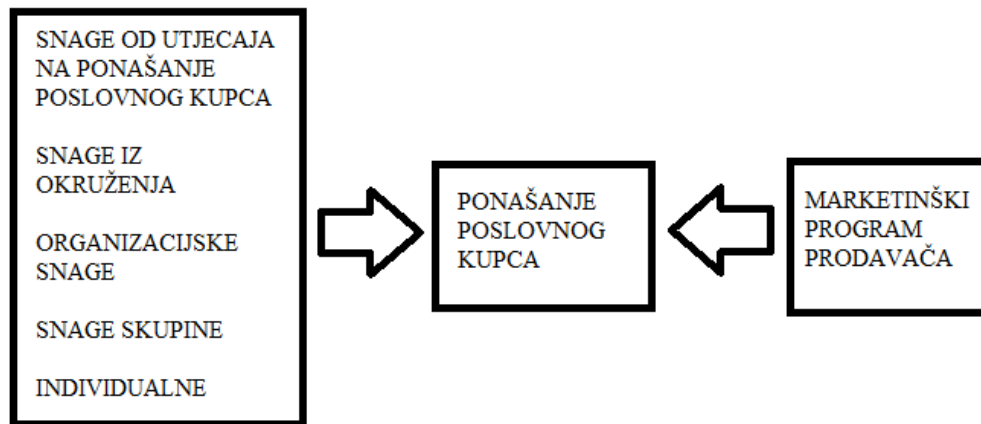 SNAGE OD UTJECAJA
NA PONAŠANJE
POSLOVNOG KUPCA
SNAGE IZ
OKRUŽENJA
ORGANIZACIJSKE
SNAGE
SNAGE SKUPINE
INDIVIDUALNE
PONAŠANJE
POSLOVNOG
KUPCA
MARKETINŠKI
PROGRAM
PRODAVAČA